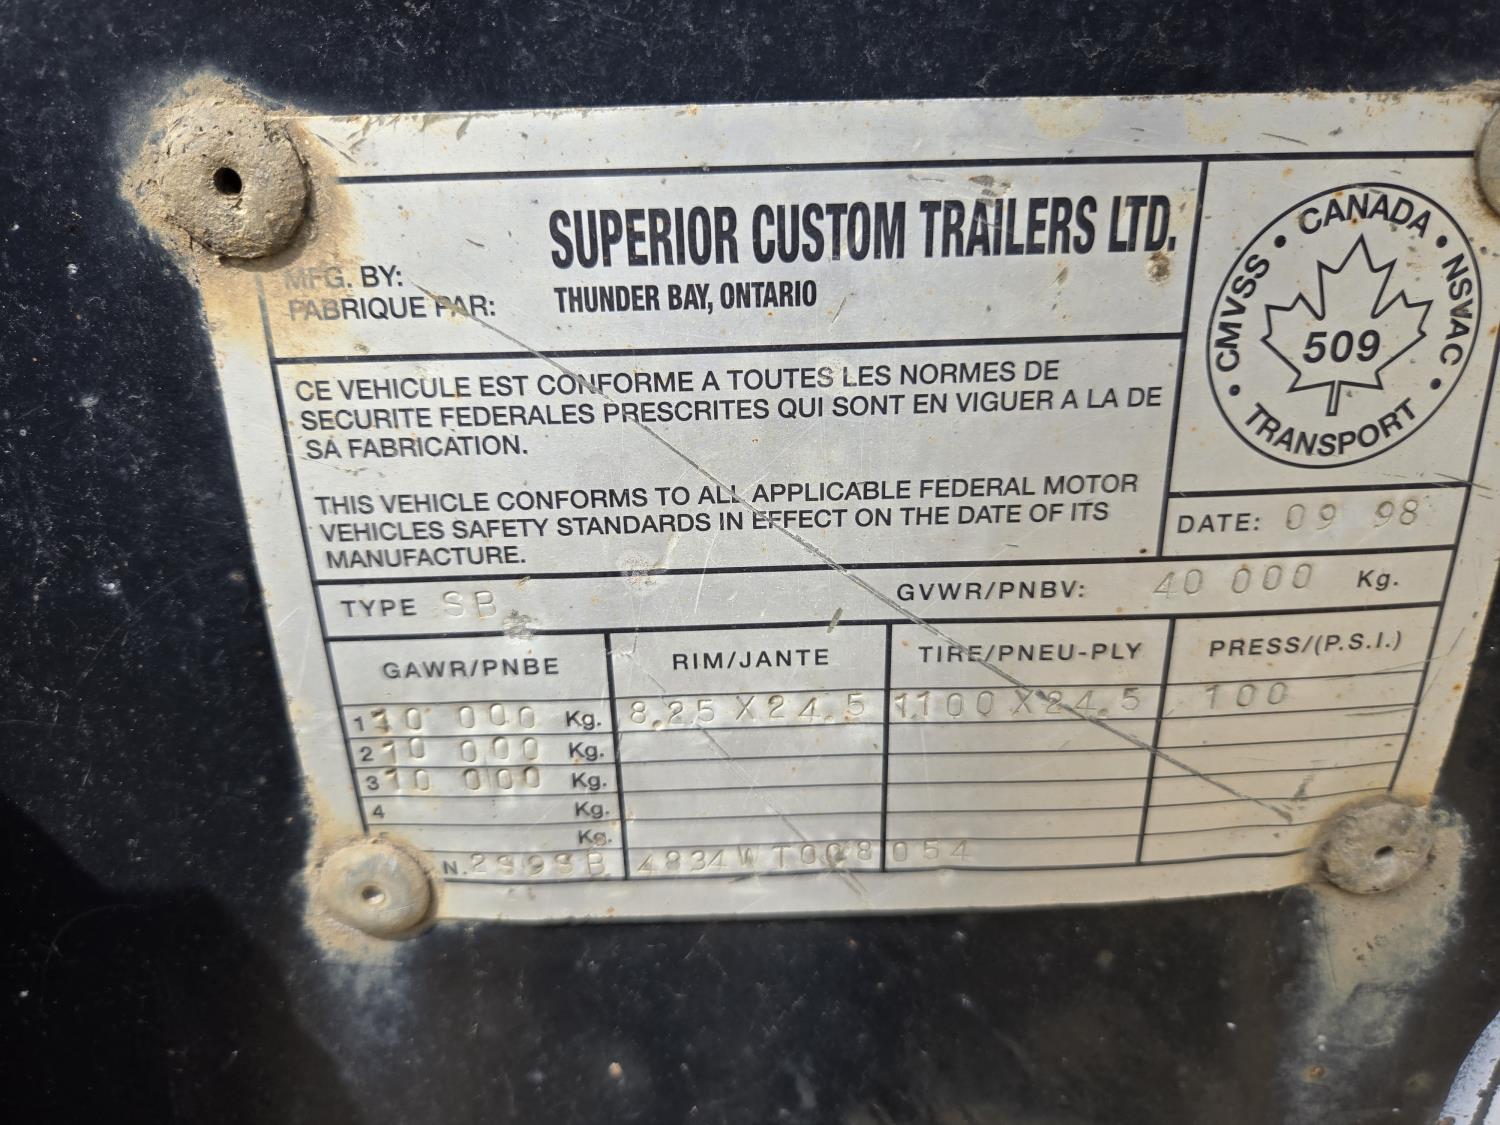 MFG. BY:
FABRIQUE PAR:
SUPERIOR CUSTOM TRAILERS LTD.
THUNDER BAY, ONTARIO
• CANADA •
CMVSS
NSVAC
509
• TRANSPORT •
CE VEHICULE EST CONFORME A TOUTES LES NORMES DE
SECURITE FEDERALES PRESCRITES QUI SONT EN VIGUER A LA DE
SA FABRICATION.
THIS VEHICLE CONFORMS TO ALL APPLICABLE FEDERAL MOTOR
VEHICLES SAFETY STANDARDS IN EFFECT ON THE DATE OF ITS
MANUFACTURE.
DATE: 09 98
TYPE SB GVWR/PNBV: 40 000 Kg.
GAWR/PNBE RIM/JANTE TIRE/PNEU-PLY PRESS/(P.S.I.)
1 10 000 Kg. 8.25 X 24.5 1100 X 24.5 100
2 10 000 Kg.
3 10 000 Kg.
4 Kg.
5 Kg.
N. 2S9SB 4834WT008054